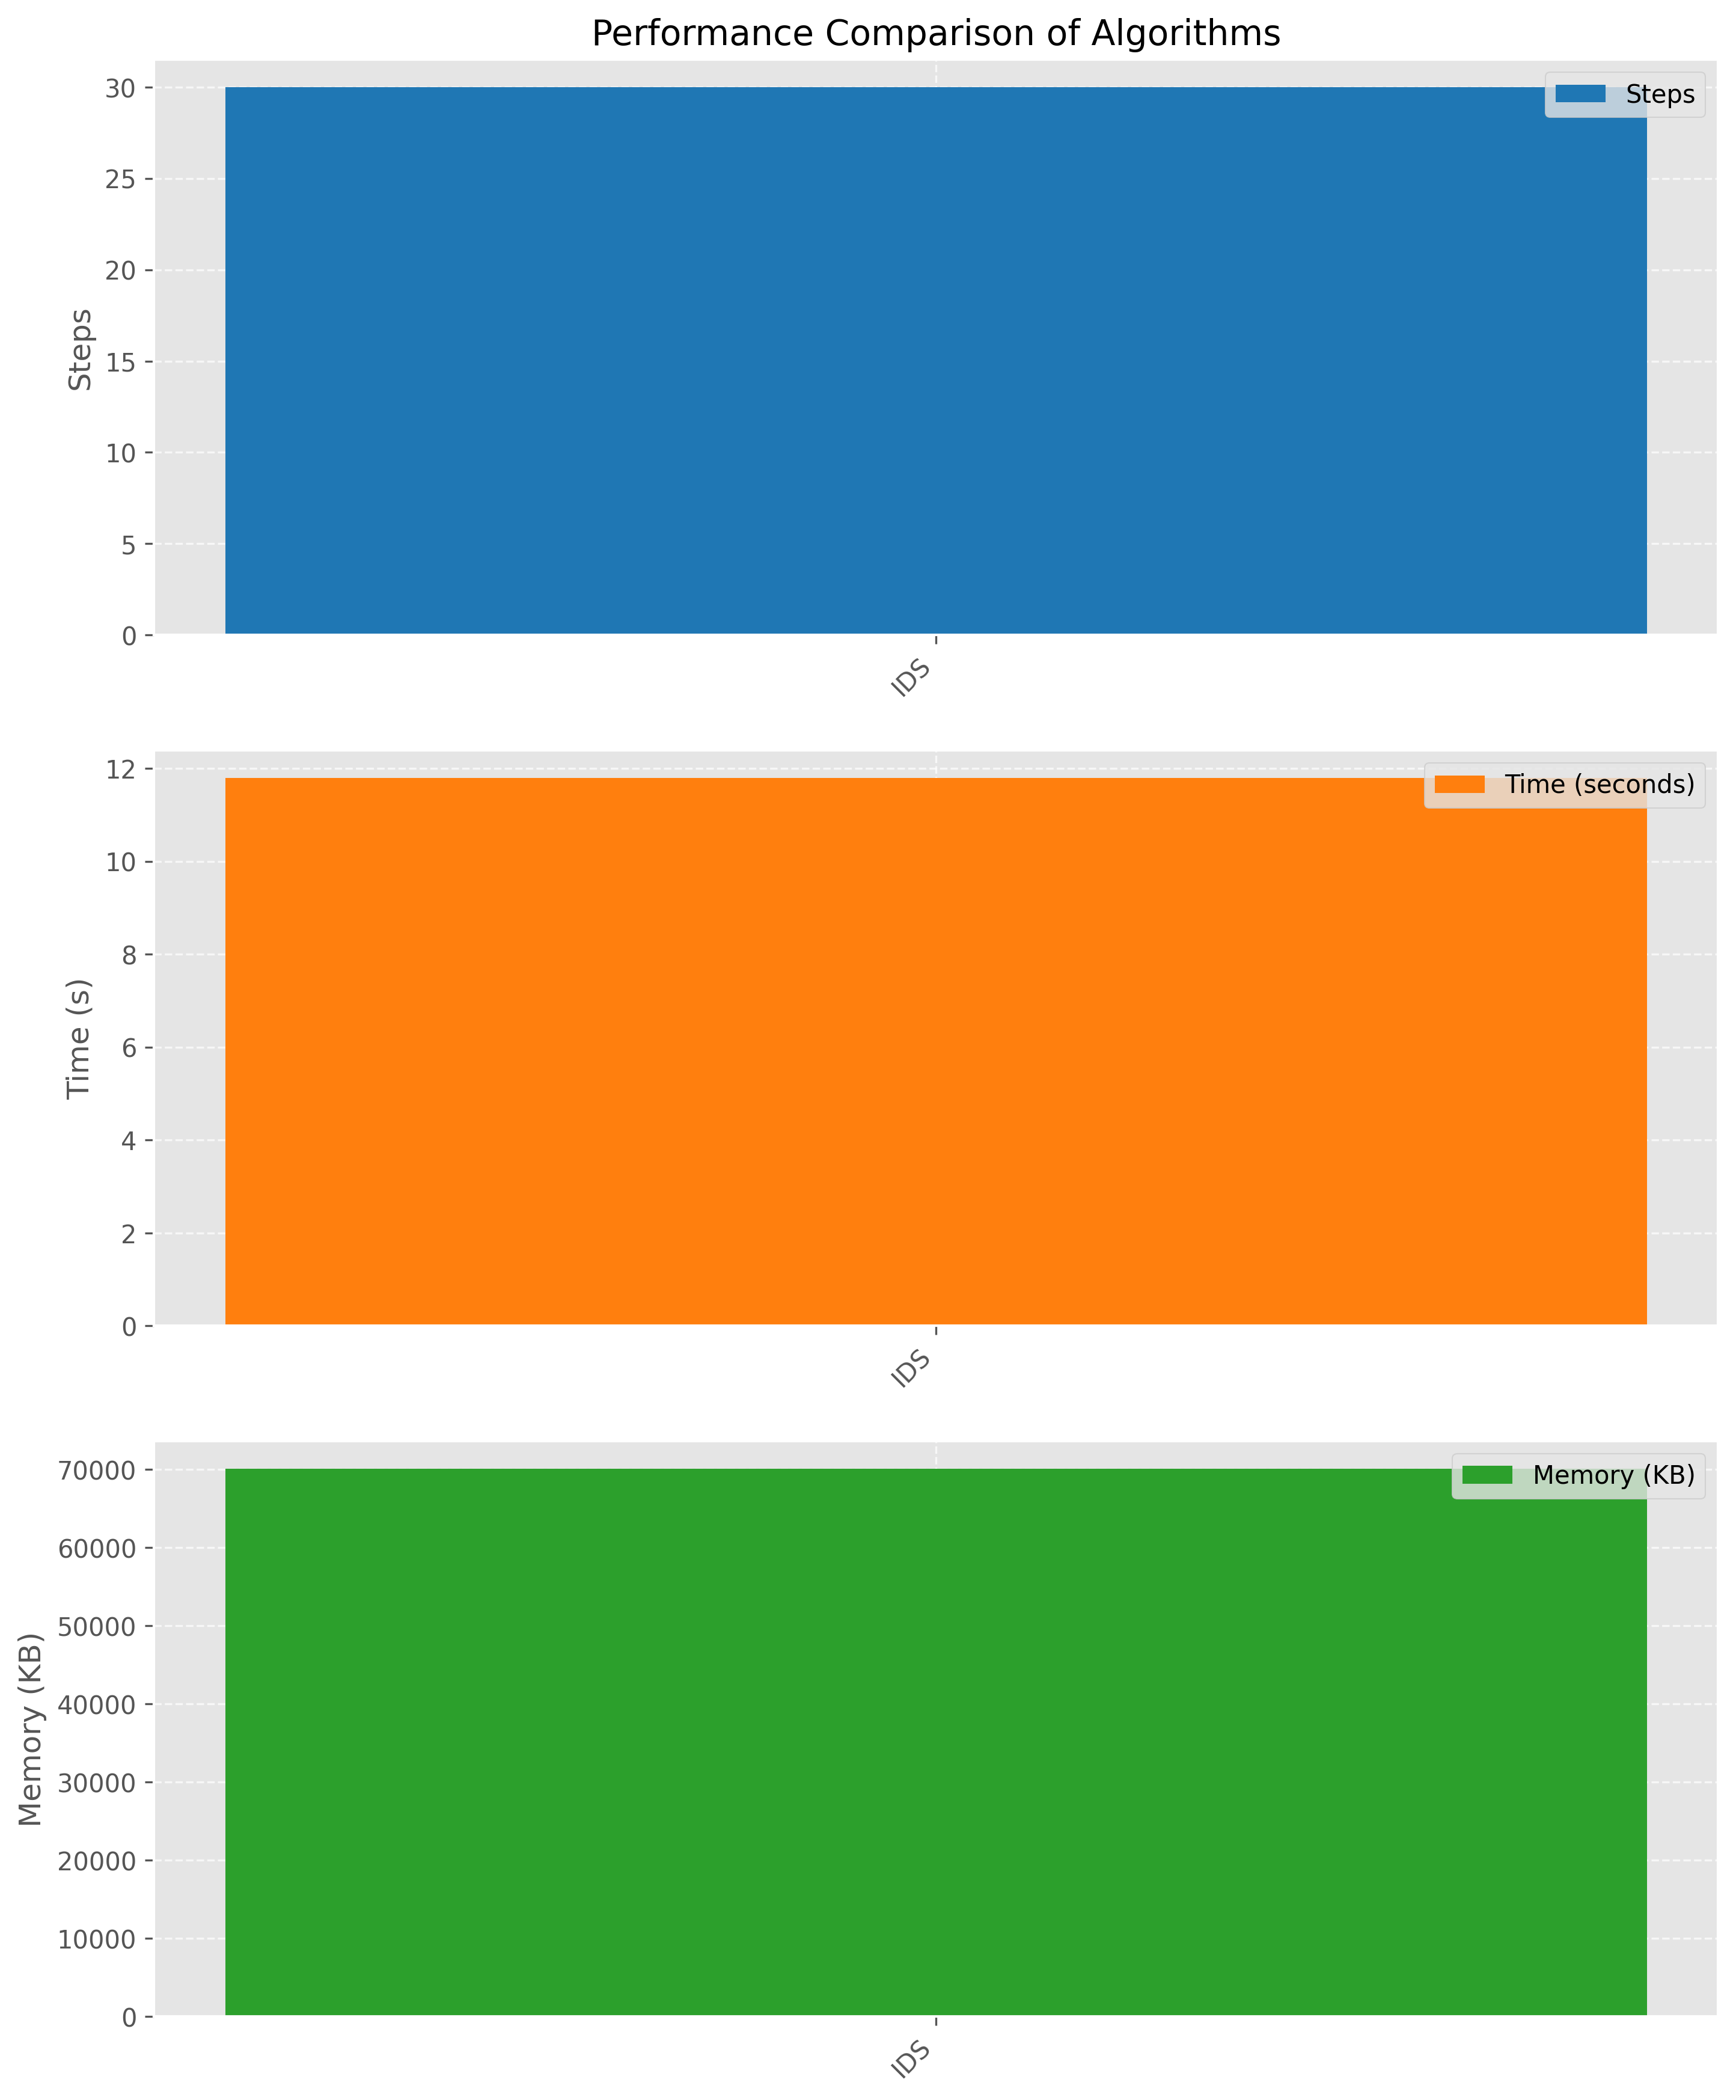 Performance Comparison of Algorithms
Steps
30
25
20
15
10
5
0
Steps
IDS
Time (seconds)
12
10
8
6
4
2
0
Time (s)
IDS
Memory (KB)
70000
60000
50000
40000
30000
20000
10000
0
Memory (KB)
IDS